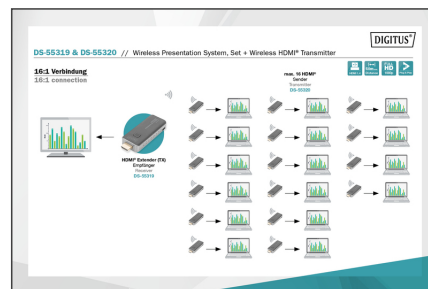 DIGITUS®
DS-55319 & DS-55320 // Wireless Presentation System, Set + Wireless HDMI® Transmitter
16:1 Verbindung
16:1 connection
max. 16 HDMI®
Sender
Transmitter
DS-55320
HD
HDMI® Extender (TX)
Empfänger
Receiver
DS-55319